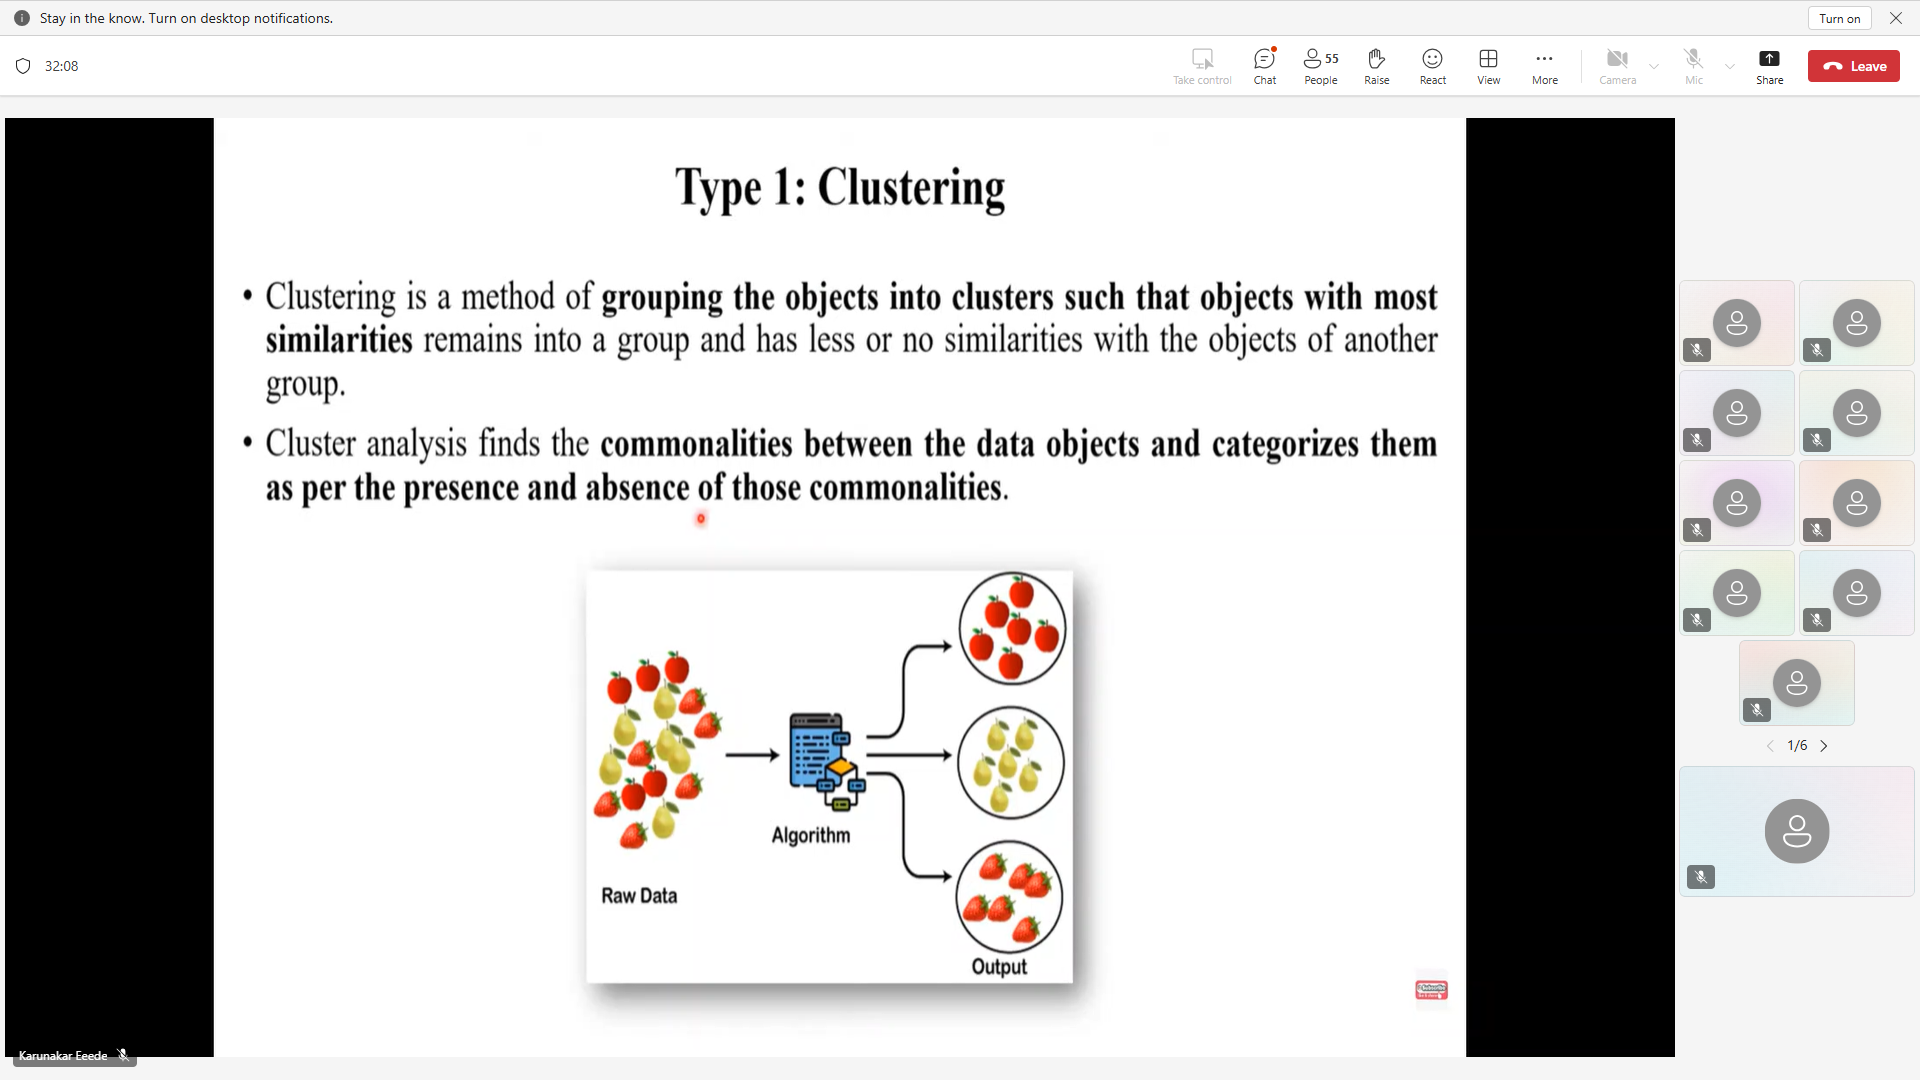 Stay in the know. Turn on desktop notifications.
Turn on
32:08
Take control
Chat
55
People
Raise
React
View
More
Camera
Mic
Share
Leave
Type 1: Clustering
• Clustering is a method of grouping the objects into clusters such that objects with most
similarities remains into a group and has less or no similarities with the objects of another
group.
• Cluster analysis finds the commonalities between the data objects and categorizes them
as per the presence and absence of those commonalities.
Raw Data
Algorithm
Output
Subscribe
1/6
Karunakar Eeede